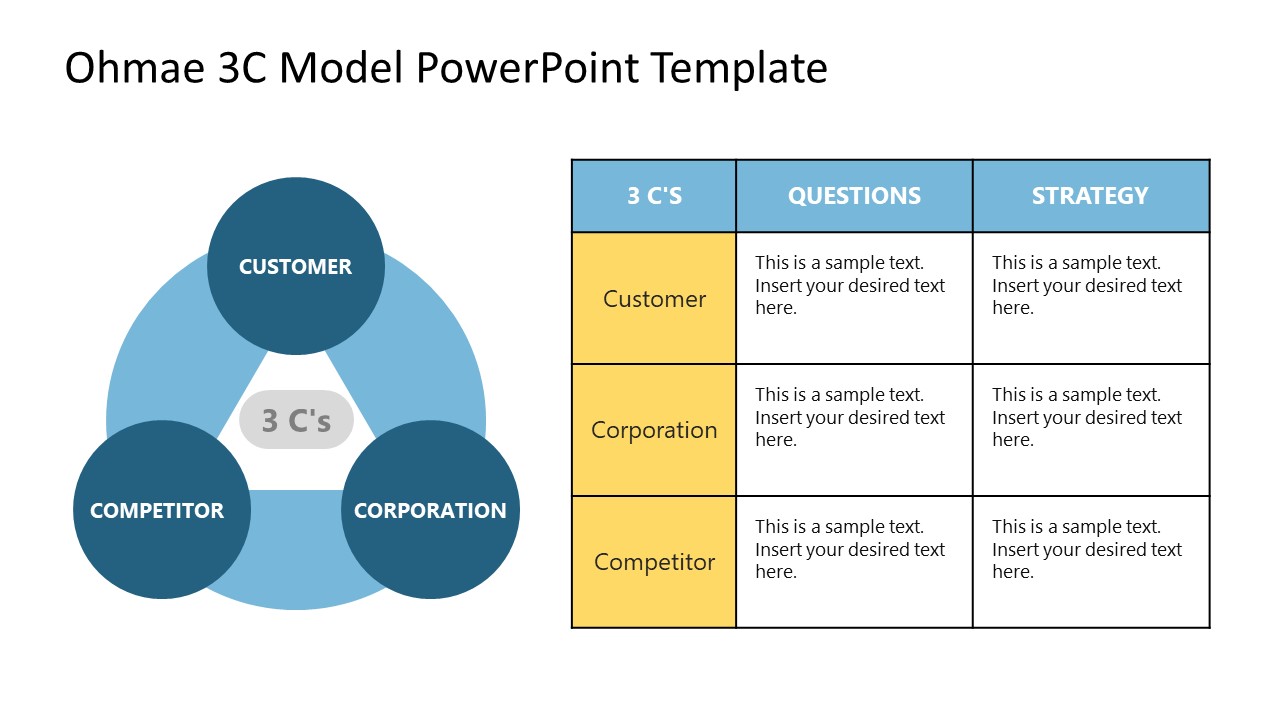 Ohmae 3C Model PowerPoint Template
CUSTOMER
3 C's
COMPETITOR
CORPORATION
3 C'S
QUESTIONS
STRATEGY
Customer
This is a sample text.
Insert your desired text
here.
This is a sample text.
Insert your desired text
here.
Corporation
This is a sample text.
Insert your desired text
here.
This is a sample text.
Insert your desired text
here.
Competitor
This is a sample text.
Insert your desired text
here.
This is a sample text.
Insert your desired text
here.